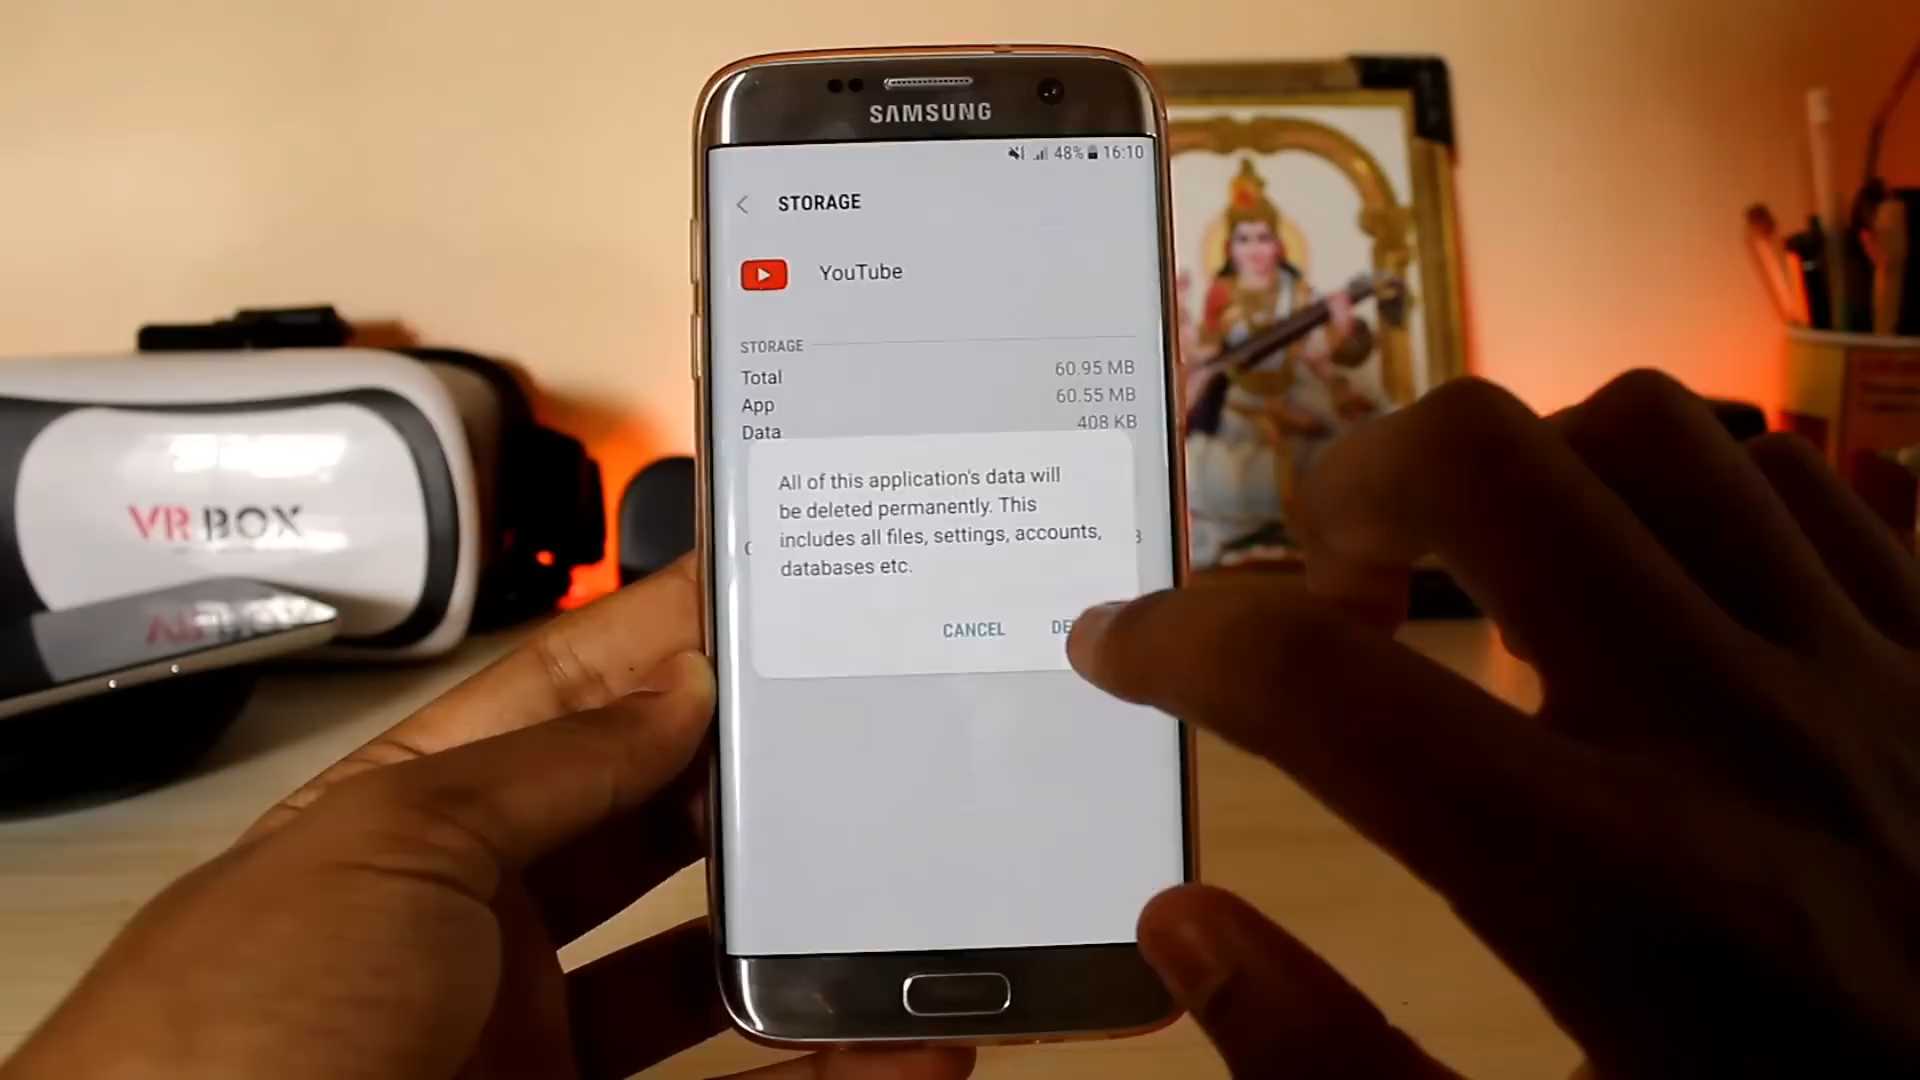 SAMSUNG
48% 16:10
STORAGE
YouTube
STORAGE
Total 60.95 MB
App 60.55 MB
Data 408 KB
All of this application's data will
be deleted permanently. This
includes all files, settings, accounts,
databases etc.
CANCEL
VR BOX